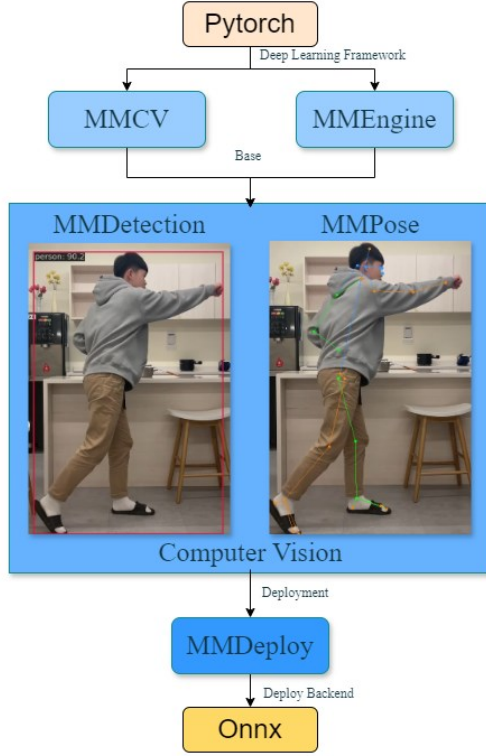 Pytorch
Deep Learning Framework
MMCV
MMEngine
Base
MMDetection
MMPose
person: 90.2
Computer Vision
Deployment
MMDeploy
Deploy Backend
Onnx